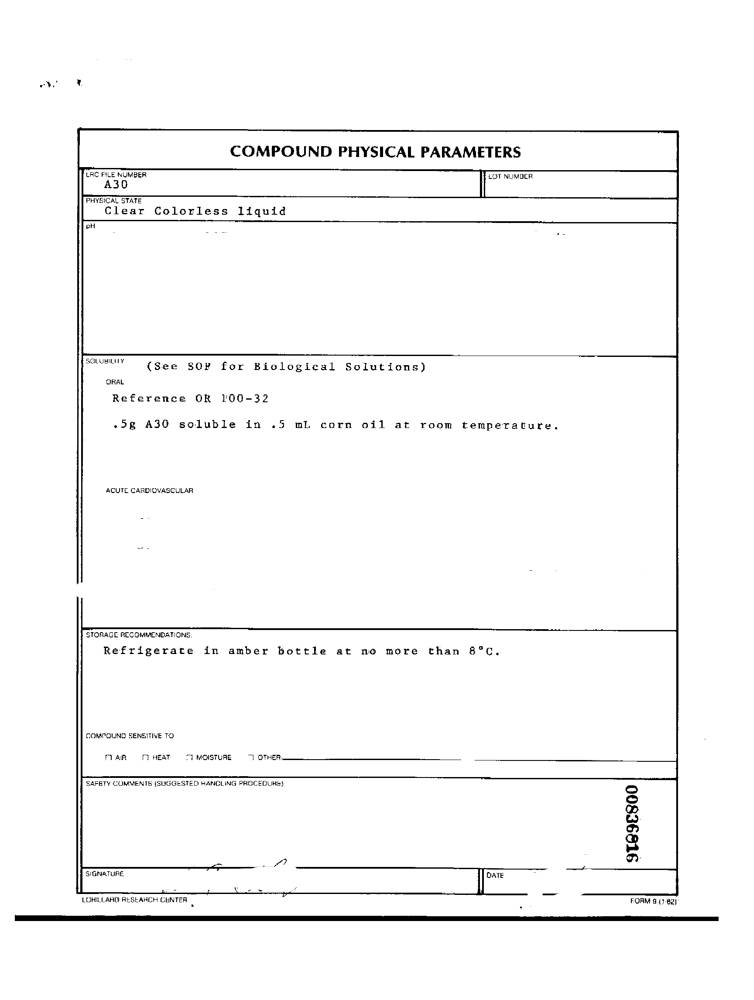 COMPOUND PHYSICAL PARAMETERS
LRC FILE NUMBER
A30
LOT NUMBER
PHYSICAL STATE
Clear Colorless liquid
pH
SOLUBILITY
(See SOP for Biological Solutions)
ORAL
Reference OR 100-32
.5g A30 soluble in .5 mL corn oil at room temperature.
ACUTE CARDIOVASCULAR
STORAGE RECOMMENDATIONS:
Refrigerate in amber bottle at no more than 8°C.
COMPOUND SENSITIVE TO
AIR HEAT MOISTURE OTHER
SAFETY COMMENTS (SUGGESTED HANDLING PROCEDURE)
00836816
SIGNATURE
DATE
LORILLARD RESEARCH CENTER
FORM 9 (1-82)